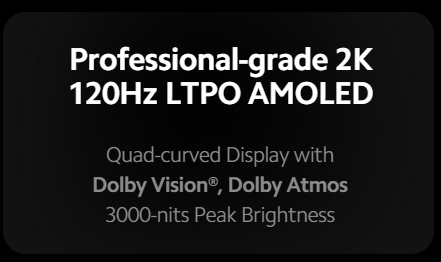 Professional-grade 2K
120Hz LTPO AMOLED
Quad-curved Display with
Dolby Vision®, Dolby Atmos
3000-nits Peak Brightness